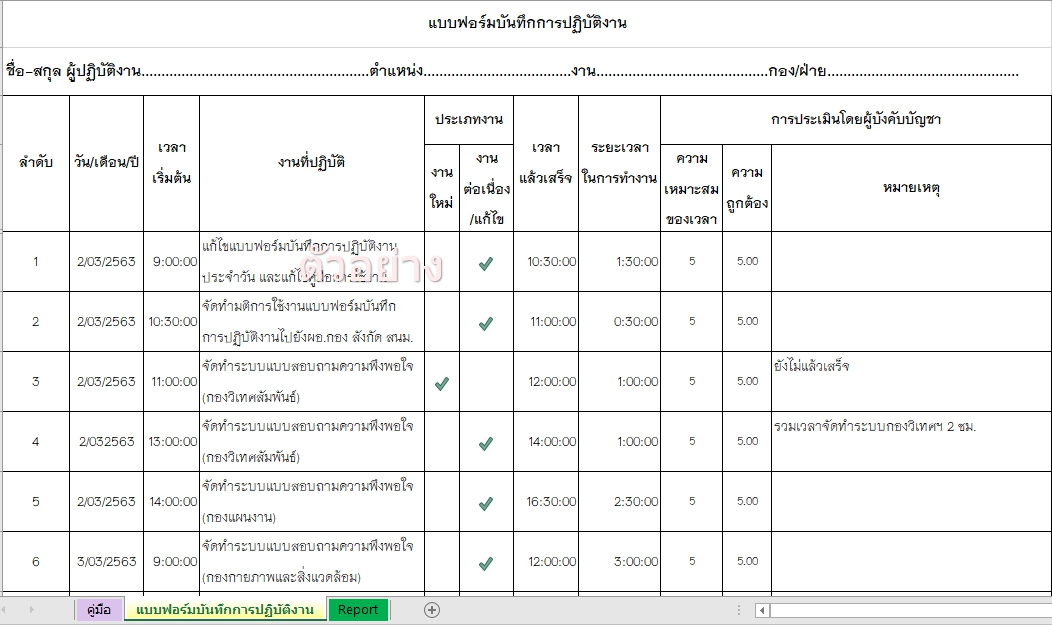 แบบฟอร์มบันทึกการปฏิบัติงาน
ชื่อ-สกุล ผู้ปฏิบัติงาน..........................................................ตำแหน่ง......................................งาน............................................กอง/ฝ่าย.................................................
ลำดับ วัน/เดือน/ปี เวลา เริ่มต้น งานที่ปฏิบัติ ประเภทงาน เวลา แล้วเสร็จ ระยะเวลา ในการทำงาน การประเมินโดยผู้บังคับบัญชา
งาน ใหม่ งาน ต่อเนื่อง /แก้ไข ความ เหมาะสม ของเวลา ความ ถูกต้อง หมายเหตุ
1 2/03/2563 9:00:00 แก้ไขแบบฟอร์มบันทึกการปฏิบัติงาน
ประจำวัน และแก้ไข ✔ 10:30:00 1:30:00 5 5.00
ตัวอย่าง
2 2/03/2563 10:30:00 จัดทำมติการใช้งานแบบฟอร์มบันทึก
การปฏิบัติงานไปยังผอ.กอง สังกัด สนม. ✔ 11:00:00 0:30:00 5 5.00
3 2/03/2563 11:00:00 จัดทำระบบแบบสอบถามความพึงพอใจ
(กองวิเทศสัมพันธ์) ✔ 12:00:00 1:00:00 5 5.00 ยังไม่แล้วเสร็จ
4 2/032563 13:00:00 จัดทำระบบแบบสอบถามความพึงพอใจ
(กองวิเทศสัมพันธ์) ✔ 14:00:00 1:00:00 5 5.00 รวมเวลาจัดทำระบบกองวิเทศฯ 2 ชม.
5 2/03/2563 14:00:00 จัดทำระบบแบบสอบถามความพึงพอใจ
(กองแผนงาน) ✔ 16:30:00 2:30:00 5 5.00
6 3/03/2563 9:00:00 จัดทำระบบแบบสอบถามความพึงพอใจ
(กองกายภาพและสิ่งแวดล้อม) ✔ 12:00:00 3:00:00 5 5.00
คู่มือ แบบฟอร์มบันทึกการปฏิบัติงาน Report